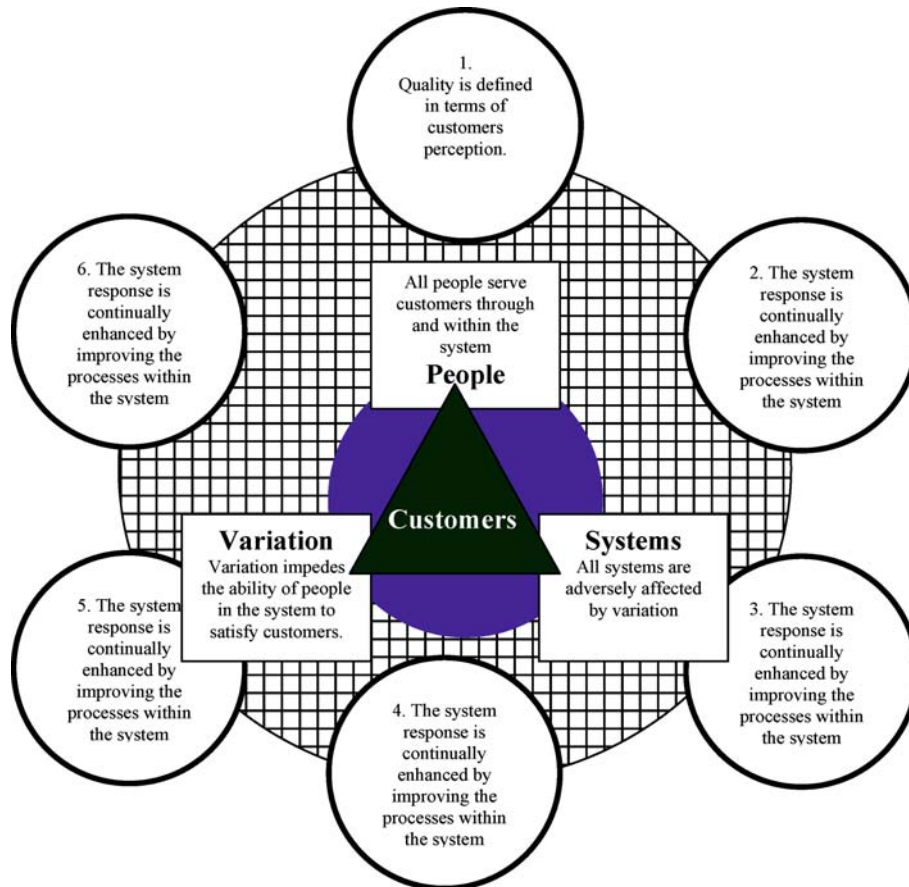 1.
Quality is defined
in terms of
customers
perception.
6. The system
response is
continually
enhanced by
improving the
processes within
the system
2. The system
response is
continually
enhanced by
improving the
processes within
the system
All people serve
customers through
and within the
system
People
Customers
Variation
Variation impedes
the ability of people
in the system to
satisfy customers.
Systems
All systems are
adversely affected
by variation
5. The system
response is
continually
enhanced by
improving the
processes within
the system
3. The system
response is
continually
enhanced by
improving the
processes within
the system
4. The system
response is
continually
enhanced by
improving the
processes within
the system